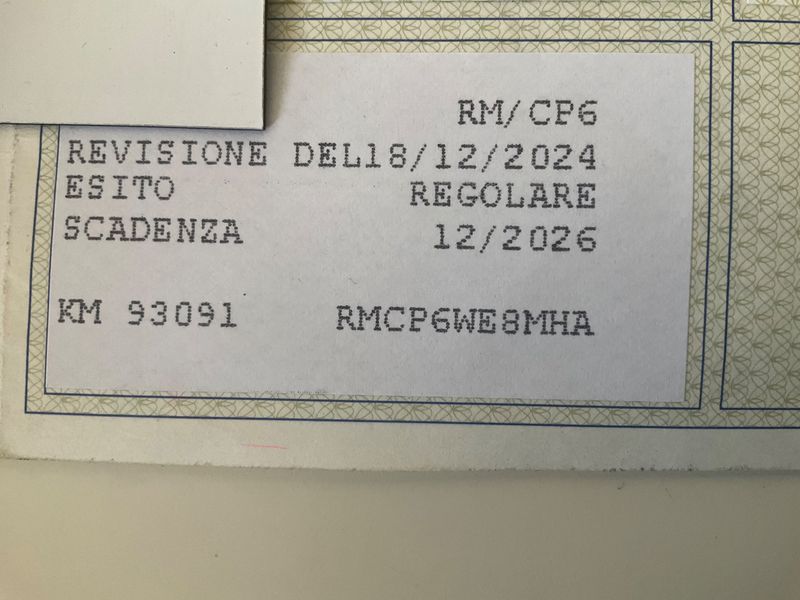 RM/CP6
REVISIONE DEL18/12/2024
ESITO REGOLARE
SCADENZA 12/2026
KM 93091 RMCP6WE8MHA